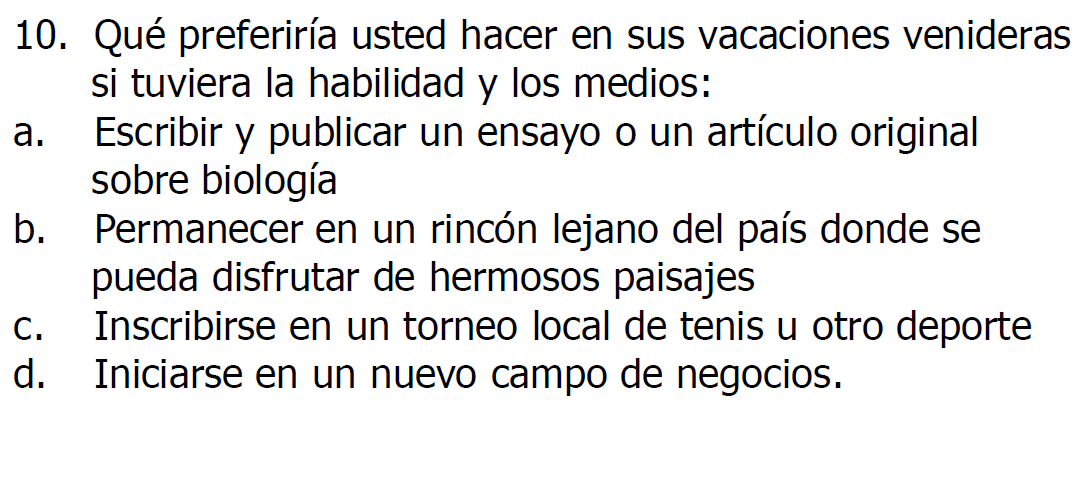 10. Qué preferiría usted hacer en sus vacaciones venideras
si tuviera la habilidad y los medios:
a. Escribir y publicar un ensayo o un artículo original
sobre biología
b. Permanecer en un rincón lejano del país donde se
pueda disfrutar de hermosos paisajes
c. Inscribirse en un torneo local de tenis u otro deporte
d. Iniciarse en un nuevo campo de negocios.